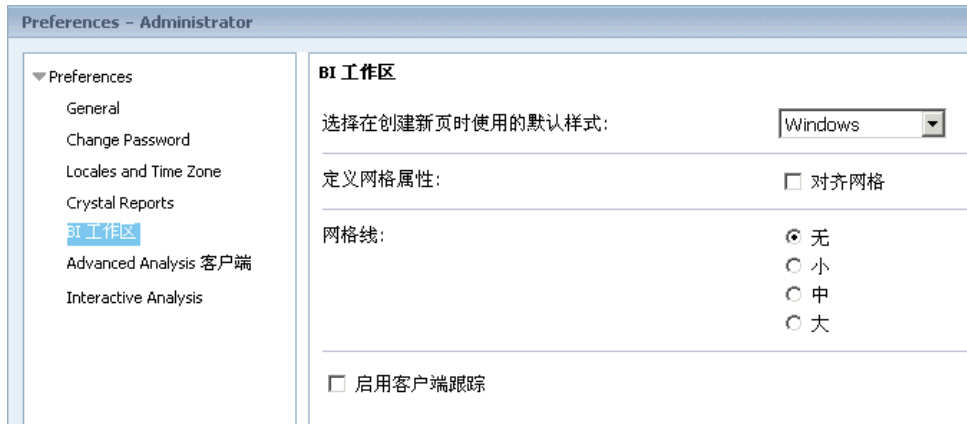 Preferences – Administrator
Preferences
General
Change Password
Locales and Time Zone
Crystal Reports
BI 工作区
Advanced Analysis 客户端
Interactive Analysis
BI 工作区
选择在创建新页时使用的默认样式: Windows
定义网格属性: 对齐网格
网格线: 无
小
中
大
启用客户端跟踪